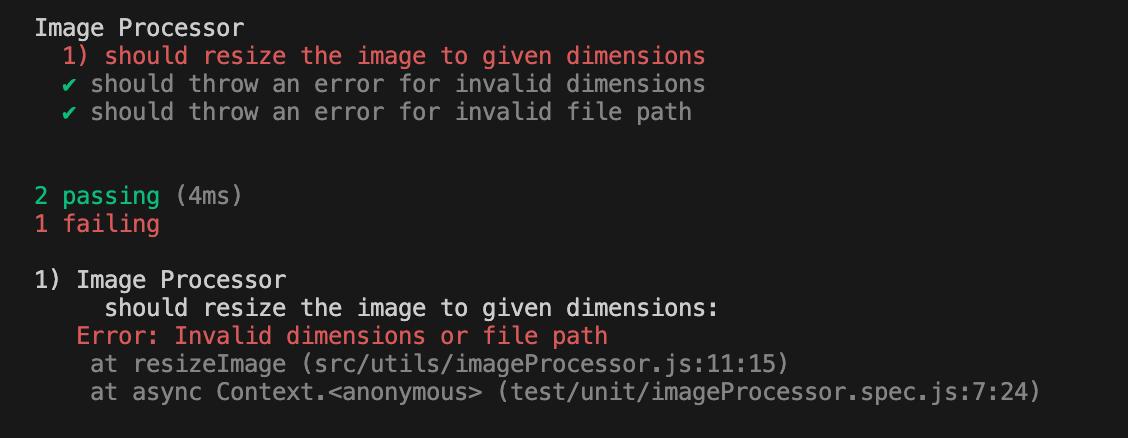 Image Processor
1) should resize the image to given dimensions
✔ should throw an error for invalid dimensions
✔ should throw an error for invalid file path
2 passing (4ms)
1 failing
1) Image Processor
should resize the image to given dimensions:
Error: Invalid dimensions or file path
at resizeImage (src/utils/imageProcessor.js:11:15)
at async Context.<anonymous> (test/unit/imageProcessor.spec.js:7:24)